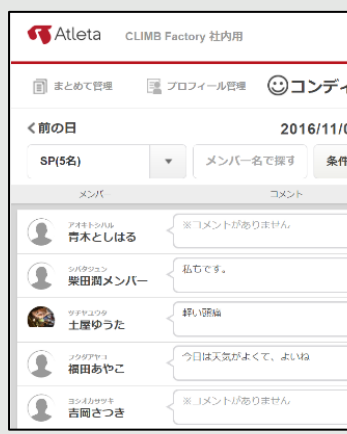 Atleta CLIMB Factory 社内用
まとめて管理 プロフィール管理 コンディ
<前の日 2016/11/0
SP(5名) メンバー名で探す 条件
メンバ コメント
アオキトシハル
青木としはる ※コメントがありません
シバタジュン
柴田潤メンバー 私もです。
ツチヤユウタ
土屋ゆうた 軽い頭痛
フクダアヤコ
福田あやこ 今日は天気がよくて、よいね
ヨシオカサツキ
吉岡さつき ※コメントがありません